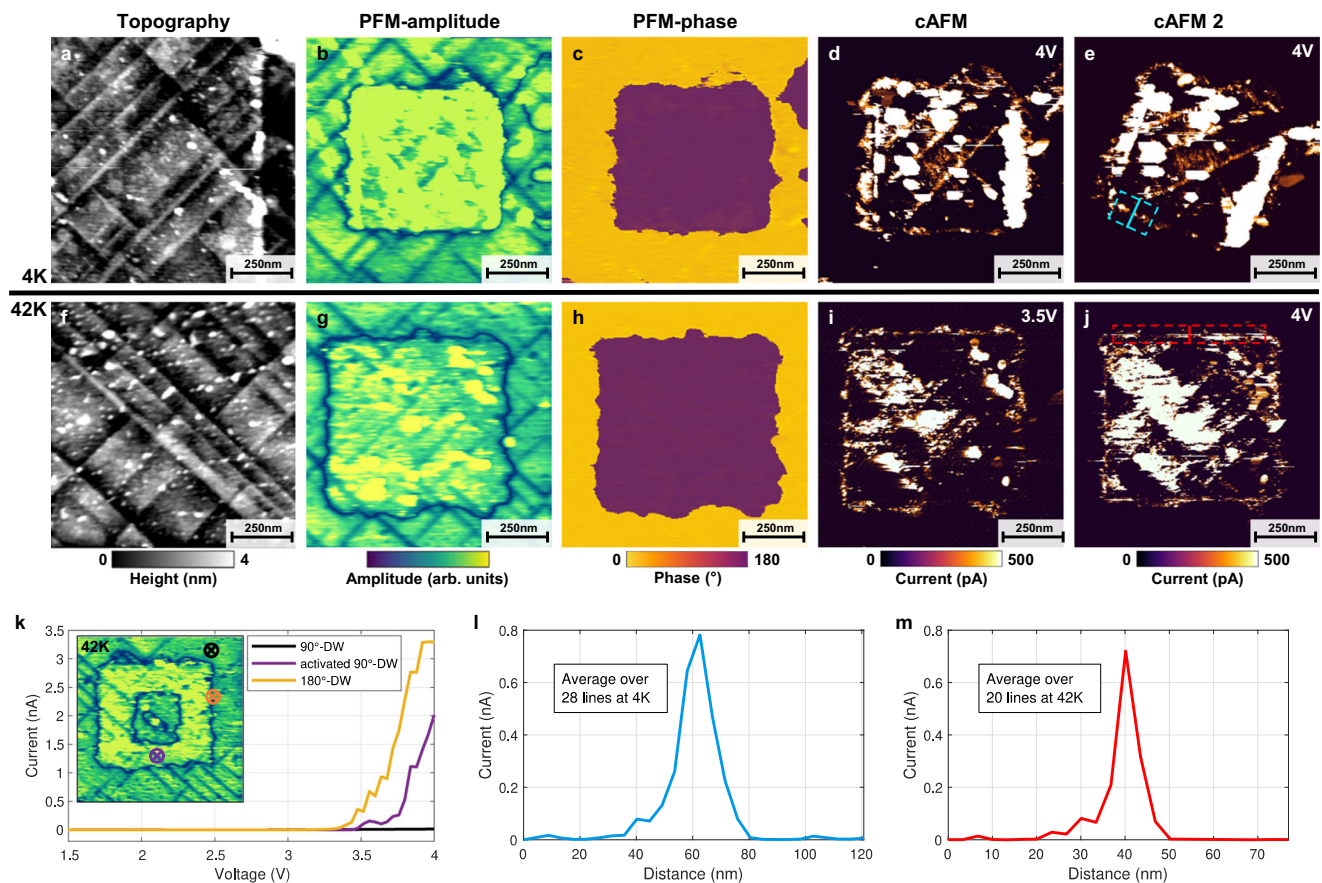 Topography PFM-amplitude PFM-phase cAFM cAFM 2
a b c d 4V e 4V
4K 250nm 250nm 250nm 250nm 250nm
42K f g h i 3.5V j 4V
250nm 250nm 250nm 250nm 250nm
0 4 0 180 0 500 0 500
Height (nm) Amplitude (arb. units) Phase (°) Current (pA) Current (pA)
k
3.5
3
2.5
2
1.5
1
0.5
0
Current (nA)
42K
90°-DW
activated 90°-DW
180°-DW
1.5 2 2.5 3 3.5 4
Voltage (V)
l
0.8
0.6
0.4
0.2
0
Current (nA)
Average over
28 lines at 4K
0 20 40 60 80 100 120
Distance (nm)
m
0.8
0.6
0.4
0.2
0
Current (nA)
Average over
20 lines at 42K
0 10 20 30 40 50 60 70
Distance (nm)